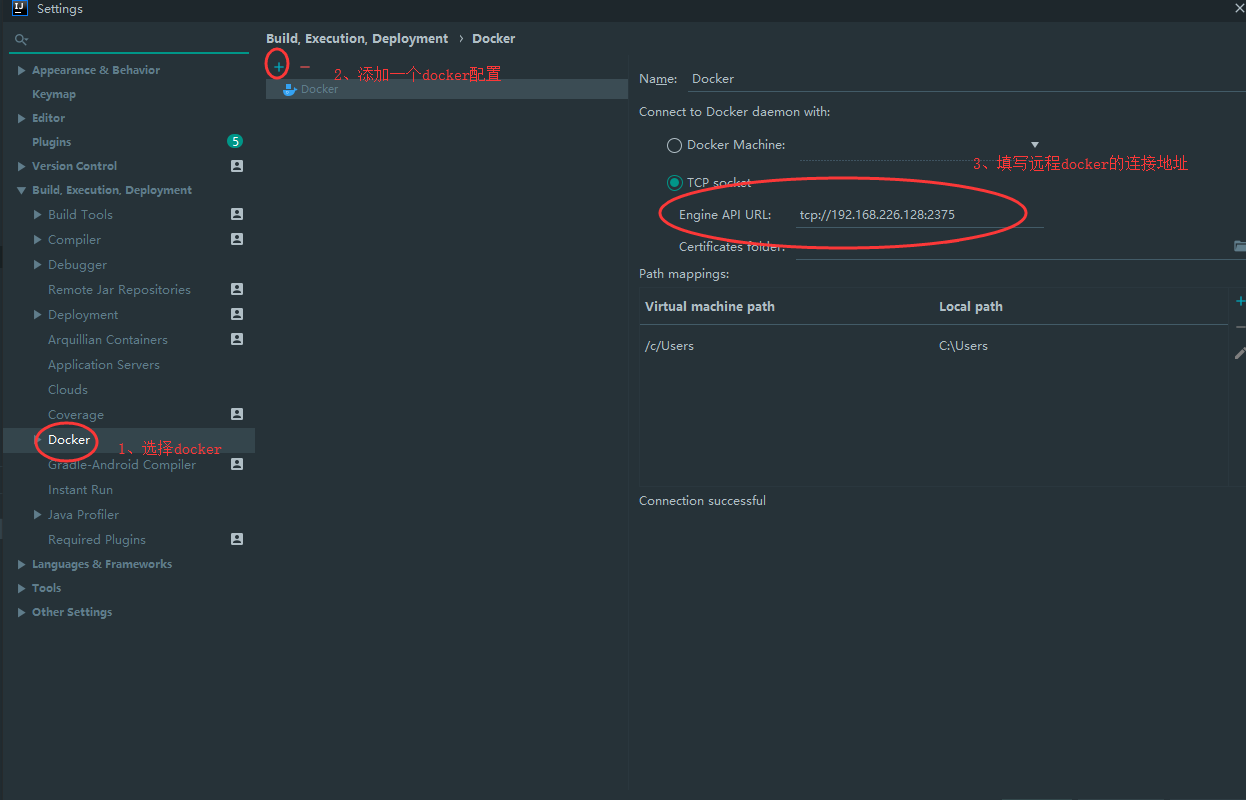 IJ Settings
Build, Execution, Deployment › Docker
2、添加一个docker配置
Docker
Appearance & Behavior
Keymap
Editor
Plugins 5
Version Control
Build, Execution, Deployment
Build Tools
Compiler
Debugger
Remote Jar Repositories
Deployment
Arquillian Containers
Application Servers
Clouds
Coverage
Docker
1、选择docker
Gradle-Android Compiler
Instant Run
Java Profiler
Required Plugins
Languages & Frameworks
Tools
Other Settings
Name: Docker
Connect to Docker daemon with:
Docker Machine:
3、填写远程docker的连接地址
TCP socket
Engine API URL: tcp://192.168.226.128:2375
Certificates folder:
Path mappings:
Virtual machine path Local path
/c/Users C:\Users
Connection successful